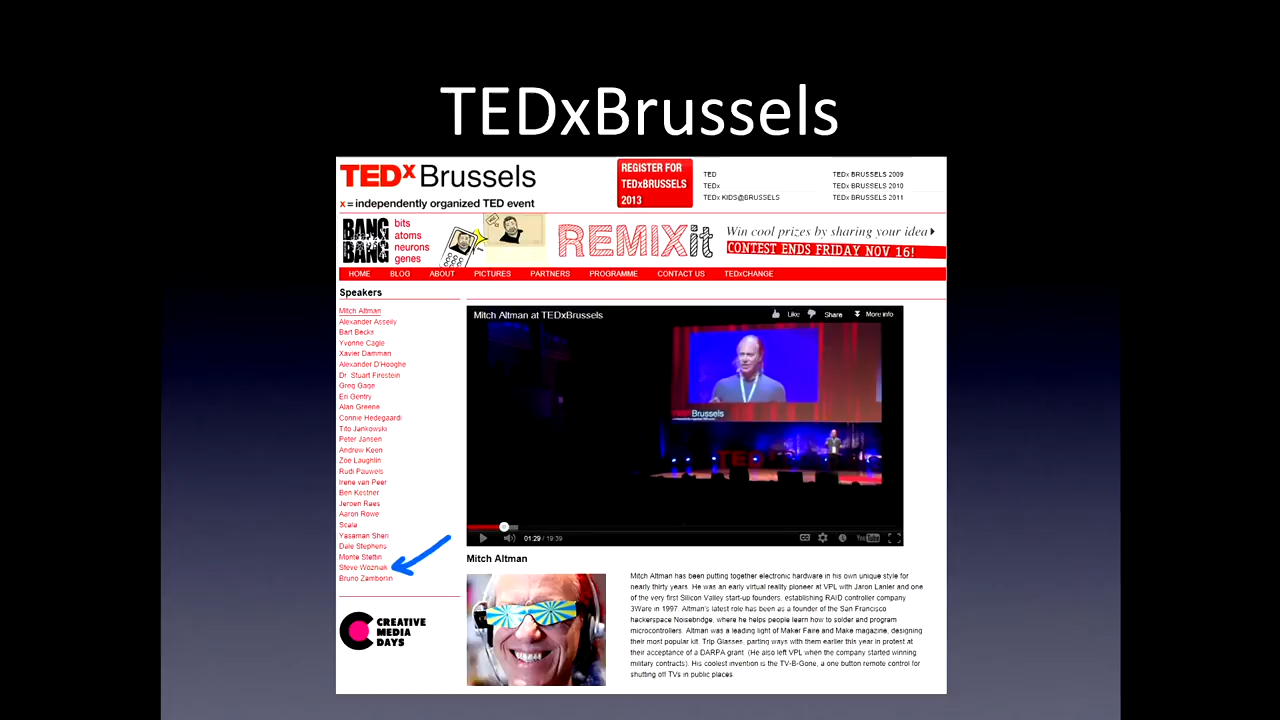 TEDxBrussels
TEDx Brussels
x = independently organized TED event
REGISTER FOR
TEDxBRUSSELS
2013
TED
TEDx
TEDx KIDS@BRUSSELS
TEDx BRUSSELS 2009
TEDx BRUSSELS 2010
TEDx BRUSSELS 2011
BANG
BANG
bits
atoms
neurons
genes
REMIXit
Win cool prizes by sharing your idea
CONTEST ENDS FRIDAY NOV 16!
HOME BLOG ABOUT PICTURES PARTNERS PROGRAMME CONTACT US TEDxCHANGE
Speakers
Mitch Altman
Alexander Asseily
Bart Becks
Yvonne Cagle
Xavier Damman
Alexander D'Hooghe
Dr. Stuart Firestein
Greg Gage
Eri Gentry
Alan Greene
Connie Hedegaard
Tito Jankowski
Peter Jansen
Andrew Keen
Zoe Laughlin
Rudi Pauwels
Irene van Peer
Ben Kestner
Jeroen Raes
Aaron Rowe
Scala
Yasaman Sheri
Dale Stephens
Monte Stettin
Steve Wozniak
Bruno Zamborlin
CREATIVE
MEDIA
DAYS
Mitch Altman at TEDxBrussels
Like Share More info
Brussels
TED
01:29 / 19:39
YouTube
Mitch Altman
Mitch Altman has been putting together electronic hardware in his own unique style for
nearly thirty years. He was an early virtual reality pioneer at VPL with Jaron Lanier and one
of the very first Silicon Valley start-up founders, establishing RAID controller company
3Ware in 1997. Altman's latest role has been as a founder of the San Francisco
hackerspace Noisebridge, where he helps people learn how to solder and program
microcontrollers. Altman was a leading light of Maker Faire and Make magazine, designing
their most popular kit, Trip Glasses, parting ways with them earlier this year in protest at
their acceptance of a DARPA grant. (He also left VPL when the company started winning
military contracts). His coolest invention is the TV-B-Gone, a one button remote control for
shutting off TVs in public places